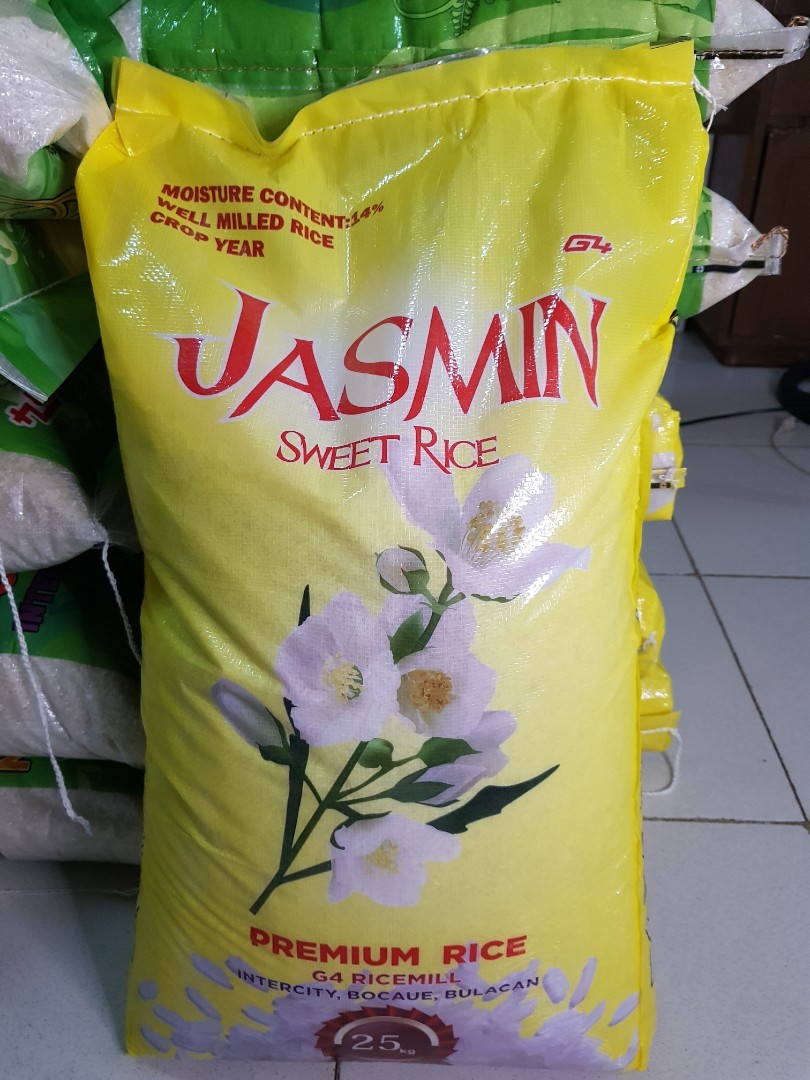 MOISTURE CONTENT:14%
WELL MILLED RICE
CROP YEAR
G4
JASMIN
SWEET RICE
PREMIUM RICE
G4 RICEMILL
INTERCITY, BOCAUE, BULACAN
25kg